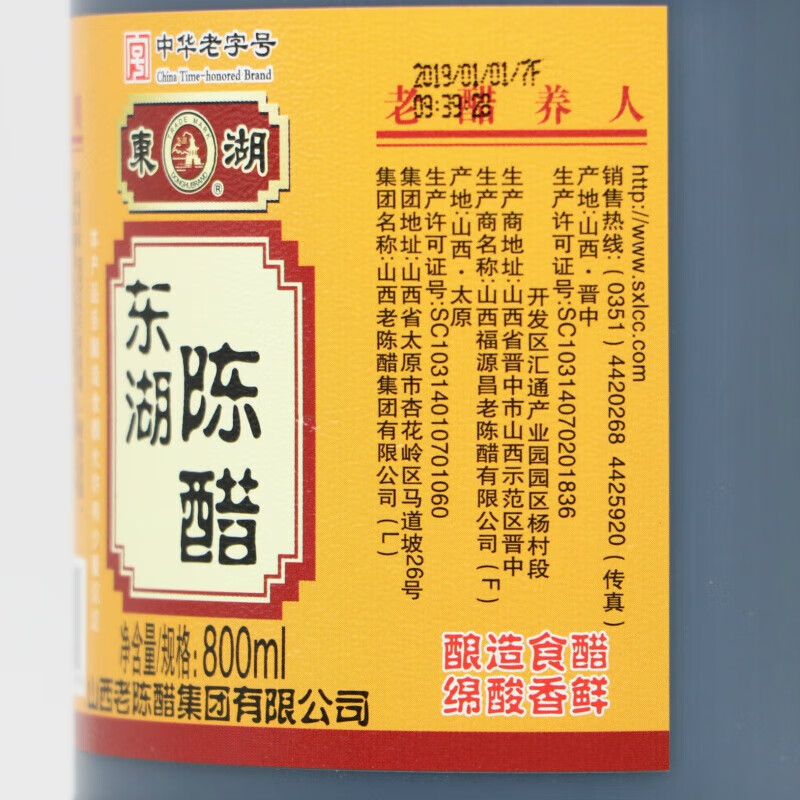 中华老字号
China Time-honored Brand
東湖
TRADE MARK
DONGHU BRAND
®
东湖
陈醋
净含量/规格:800ml
山西老陈醋集团有限公司
2019/01/01/7F
09:39:28
老醋养人
集团名称:山西老陈醋集团有限公司(L)
集团地址:山西省太原市杏花岭区马道坡26号
生产许可证号:SC10314010701060
产地:山西·太原
生产商名称:山西福源昌老陈醋有限公司(F)
生产商地址:山西省晋中市山西示范区晋中
开发区汇通产业园园区杨村段
生产许可证号:SC10314070201836
产地:山西·晋中
销售热线:(0351)4420268 4425920(传真)
http://www.sxlcc.com
酿造食醋
绵酸香鲜